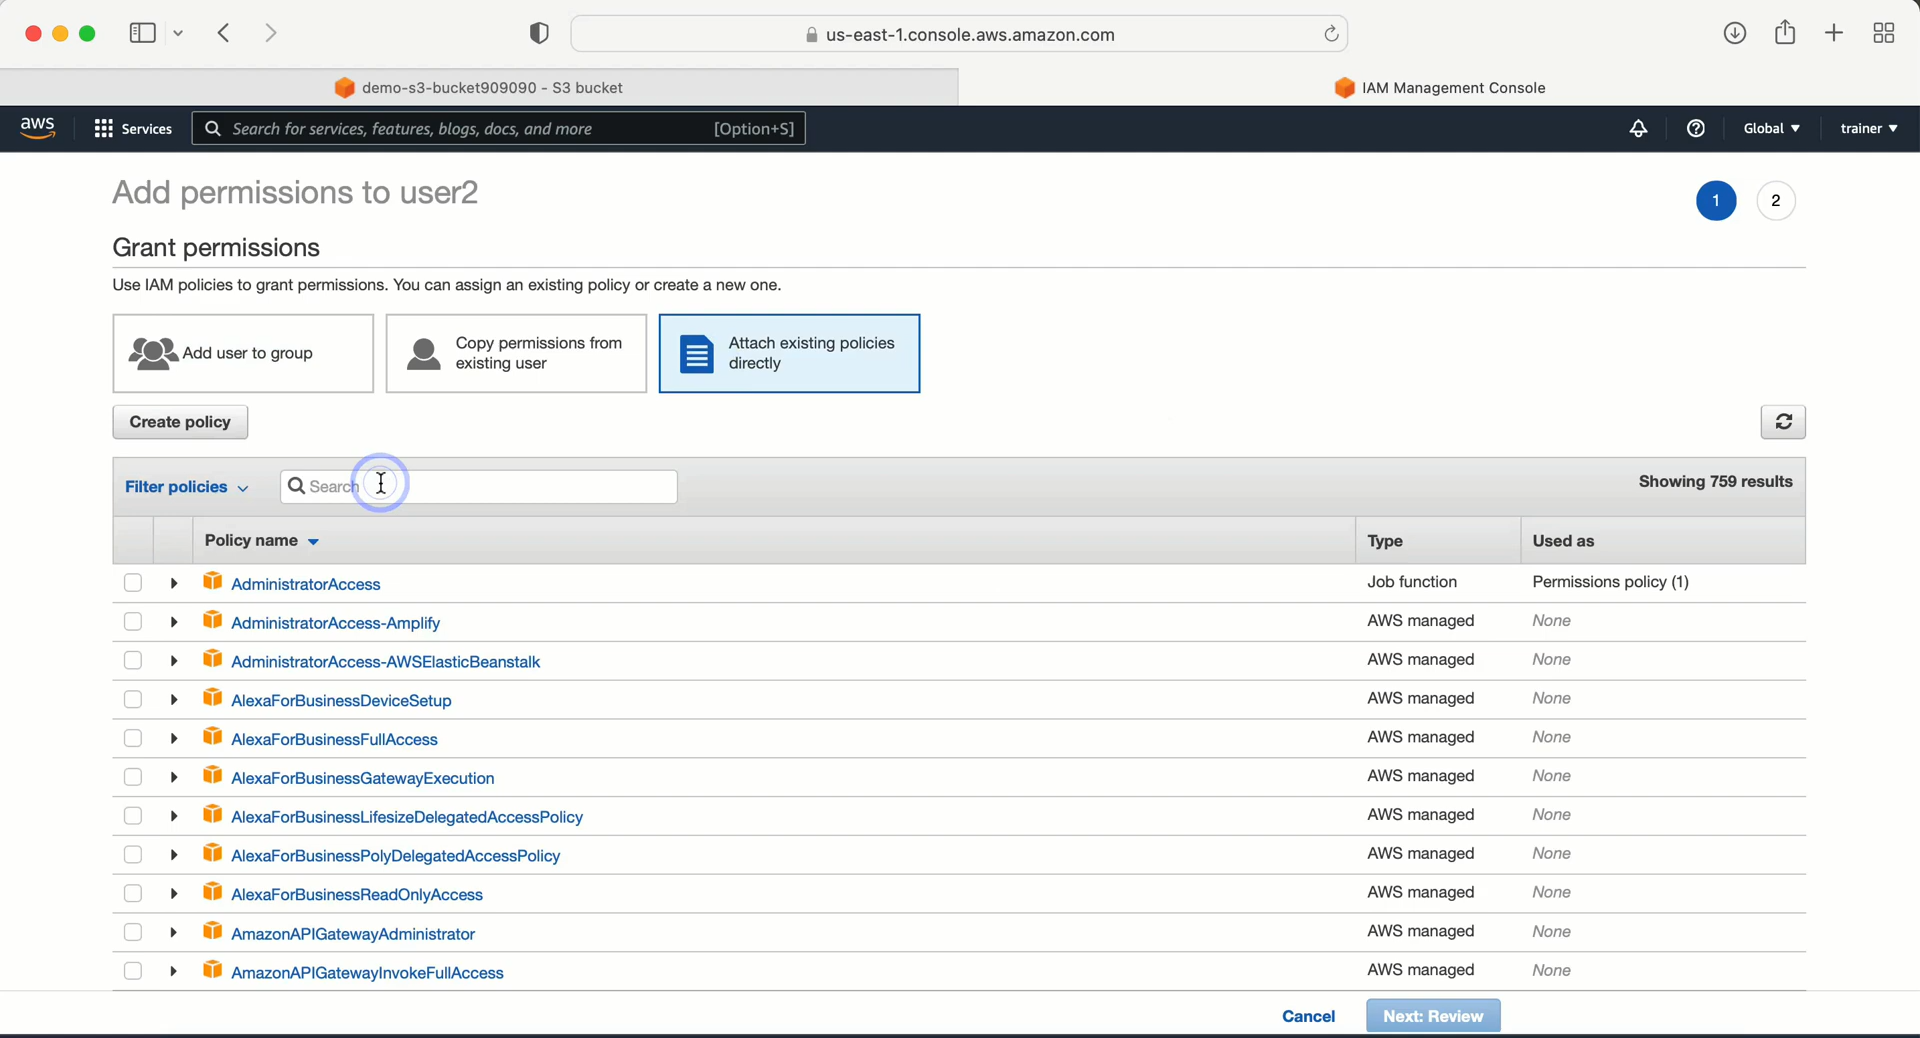 us-east-1.console.aws.amazon.com
demo-s3-bucket909090 - S3 bucket
IAM Management Console
aws
Services
Search for services, features, blogs, docs, and more
[Option+S]
Global
trainer
Add permissions to user2
1
2
Grant permissions
Use IAM policies to grant permissions. You can assign an existing policy or create a new one.
Add user to group
Copy permissions from
existing user
Attach existing policies
directly
Create policy
Filter policies
Search
Showing 759 results
Policy name
Type
Used as
AdministratorAccess
Job function
Permissions policy (1)
AdministratorAccess-Amplify
AWS managed
None
AdministratorAccess-AWSElasticBeanstalk
AWS managed
None
AlexaForBusinessDeviceSetup
AWS managed
None
AlexaForBusinessFullAccess
AWS managed
None
AlexaForBusinessGatewayExecution
AWS managed
None
AlexaForBusinessLifesizeDelegatedAccessPolicy
AWS managed
None
AlexaForBusinessPolyDelegatedAccessPolicy
AWS managed
None
AlexaForBusinessReadOnlyAccess
AWS managed
None
AmazonAPIGatewayAdministrator
AWS managed
None
AmazonAPIGatewayInvokeFullAccess
AWS managed
None
Cancel
Next: Review